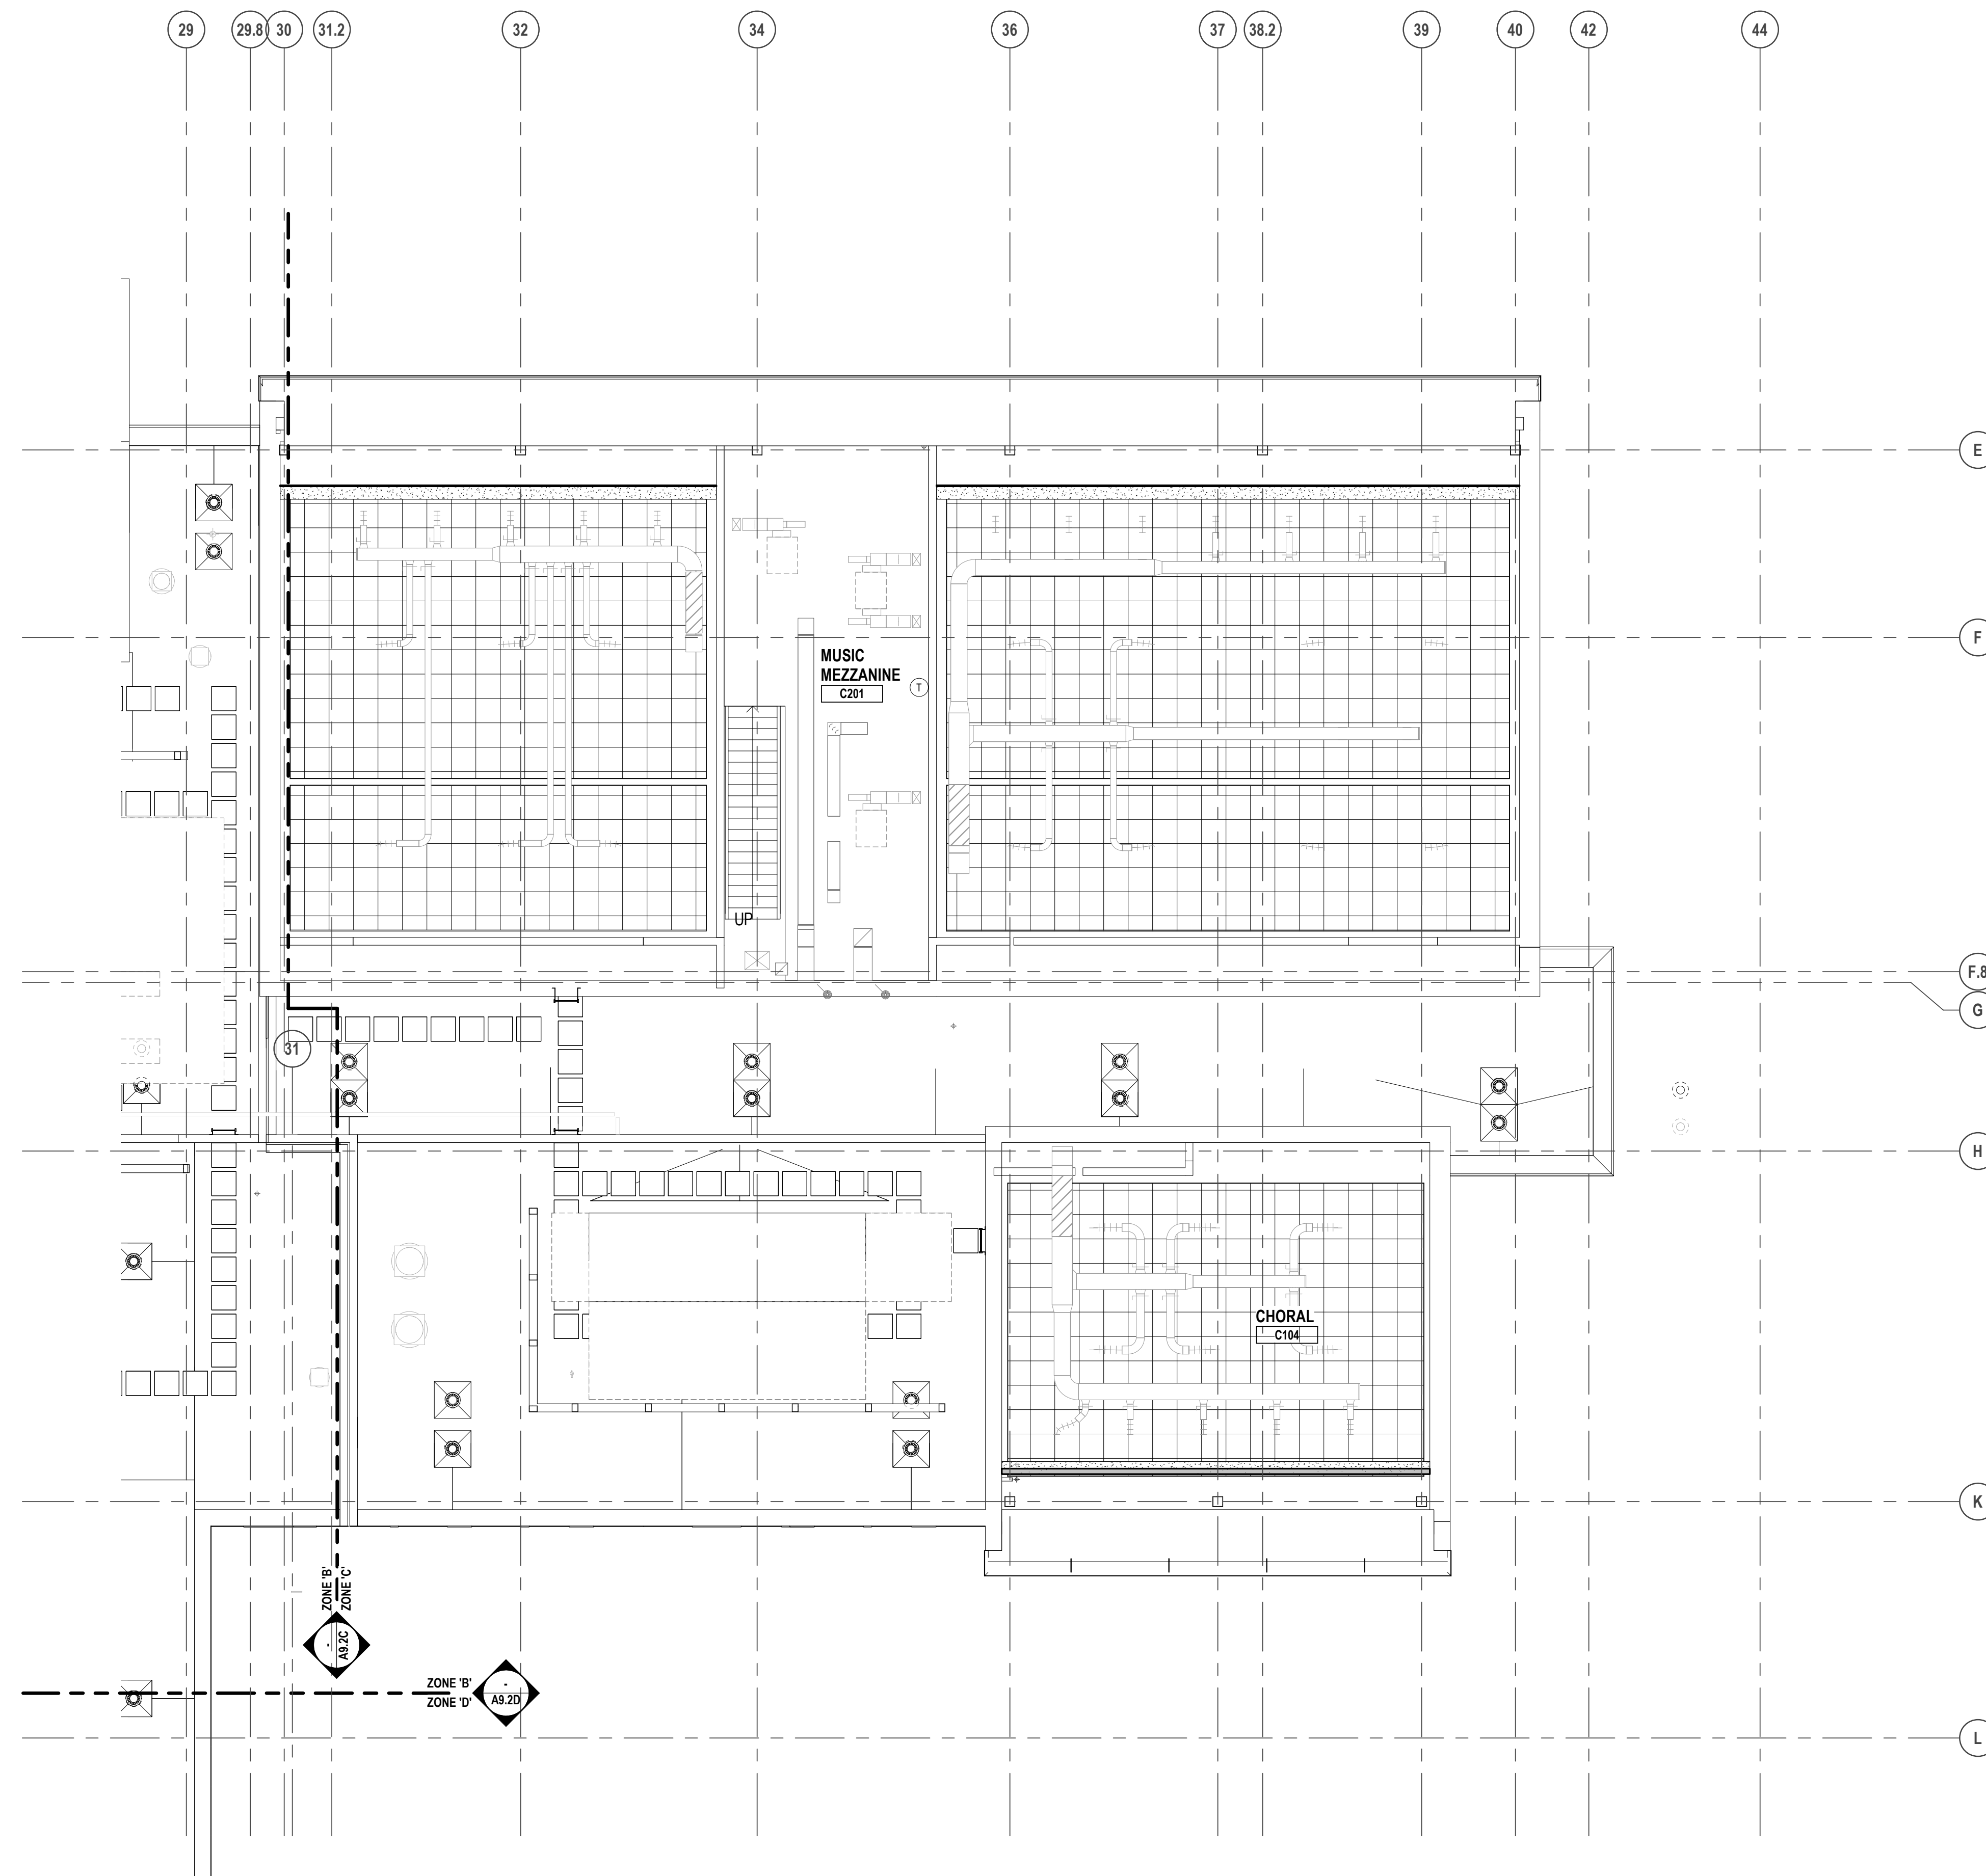 29
29.8
30
31.2
32
34
36
37
38.2
39
40
42
44
E
F
MUSIC
MEZZANINE
C201
T
UP
F.8
G
31
H
CHORAL
C104
K
ZONE 'B'
ZONE 'C'
-
A9.2C
ZONE 'B'
ZONE 'D'
-
A9.2D
L